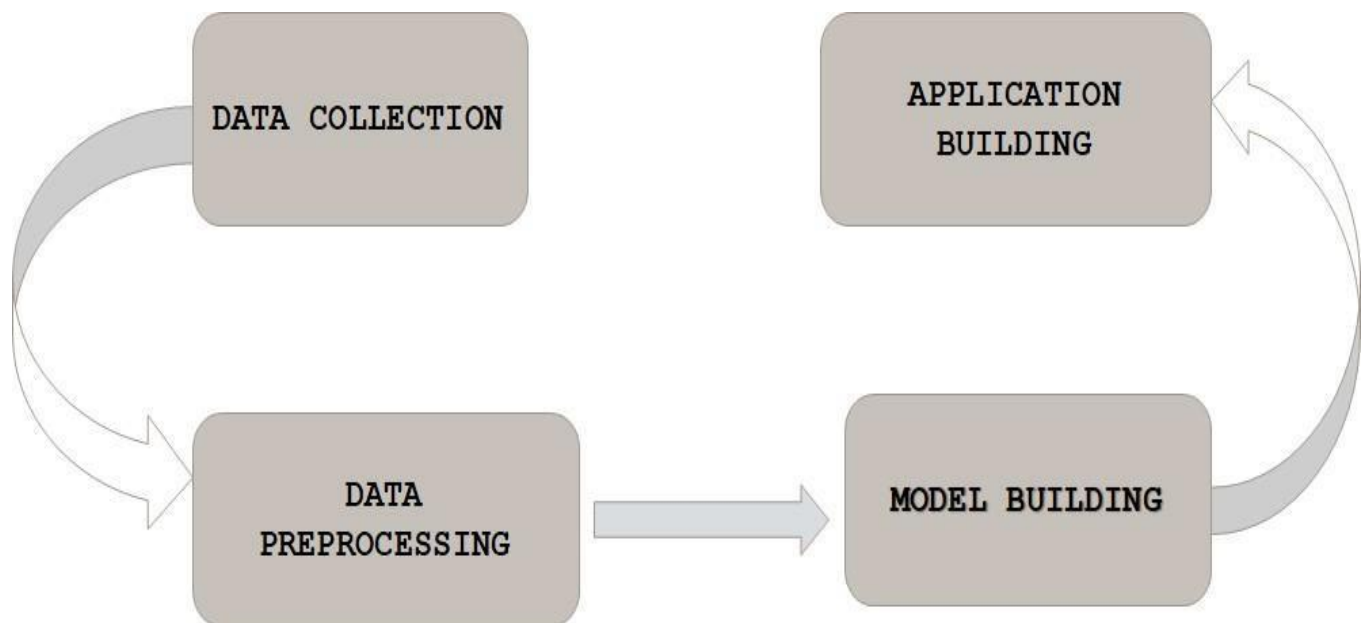 DATA COLLECTION
APPLICATION
BUILDING
DATA
PREPROCESSING
MODEL BUILDING